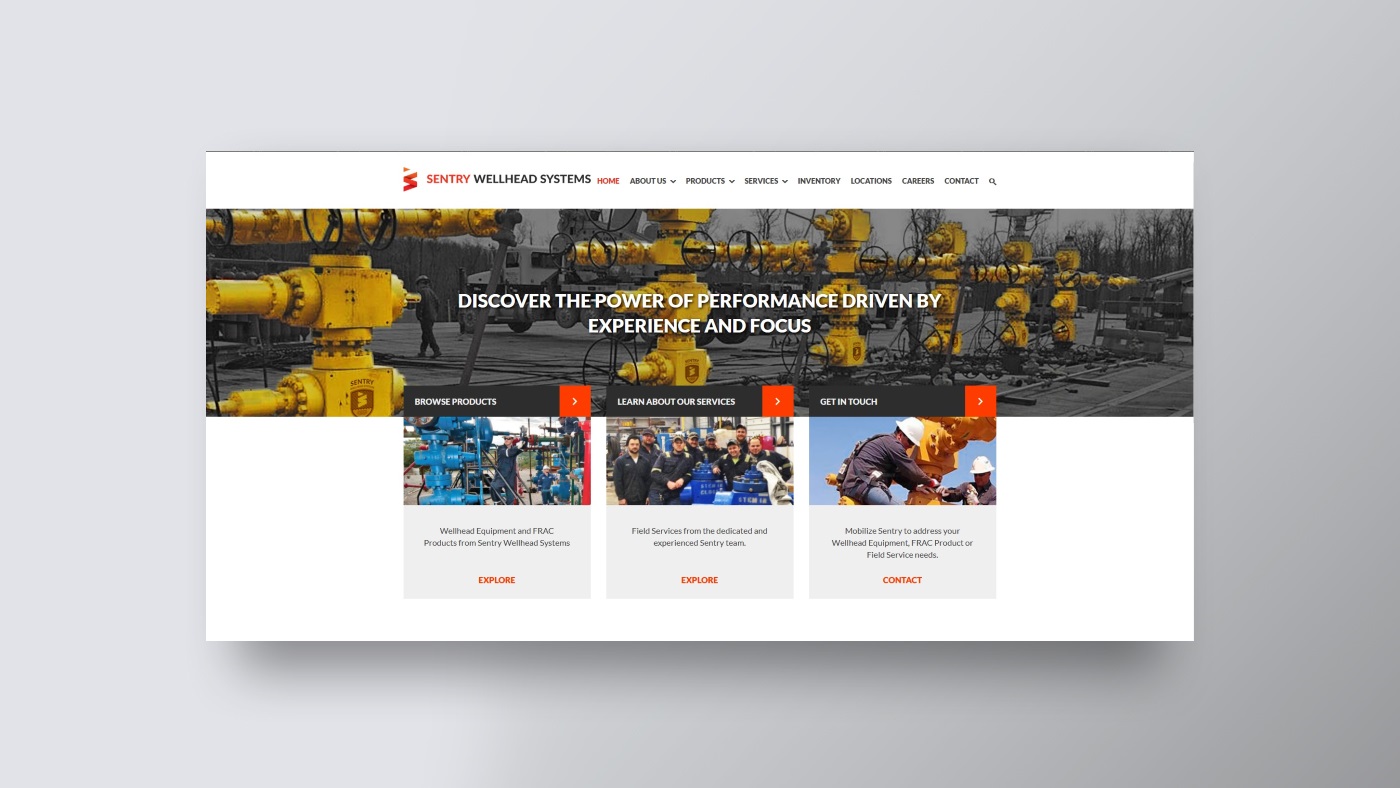 SENTRY WELLHEAD SYSTEMS HOME ABOUT US PRODUCTS SERVICES INVENTORY LOCATIONS CAREERS CONTACT
DISCOVER THE POWER OF PERFORMANCE DRIVEN BY
EXPERIENCE AND FOCUS
SENTRY
BROWSE PRODUCTS
Wellhead Equipment and FRAC
Products from Sentry Wellhead Systems
EXPLORE
LEARN ABOUT OUR SERVICES
Field Services from the dedicated and
experienced Sentry team.
EXPLORE
GET IN TOUCH
Mobilize Sentry to address your
Wellhead Equipment, FRAC Product or
Field Service needs.
CONTACT